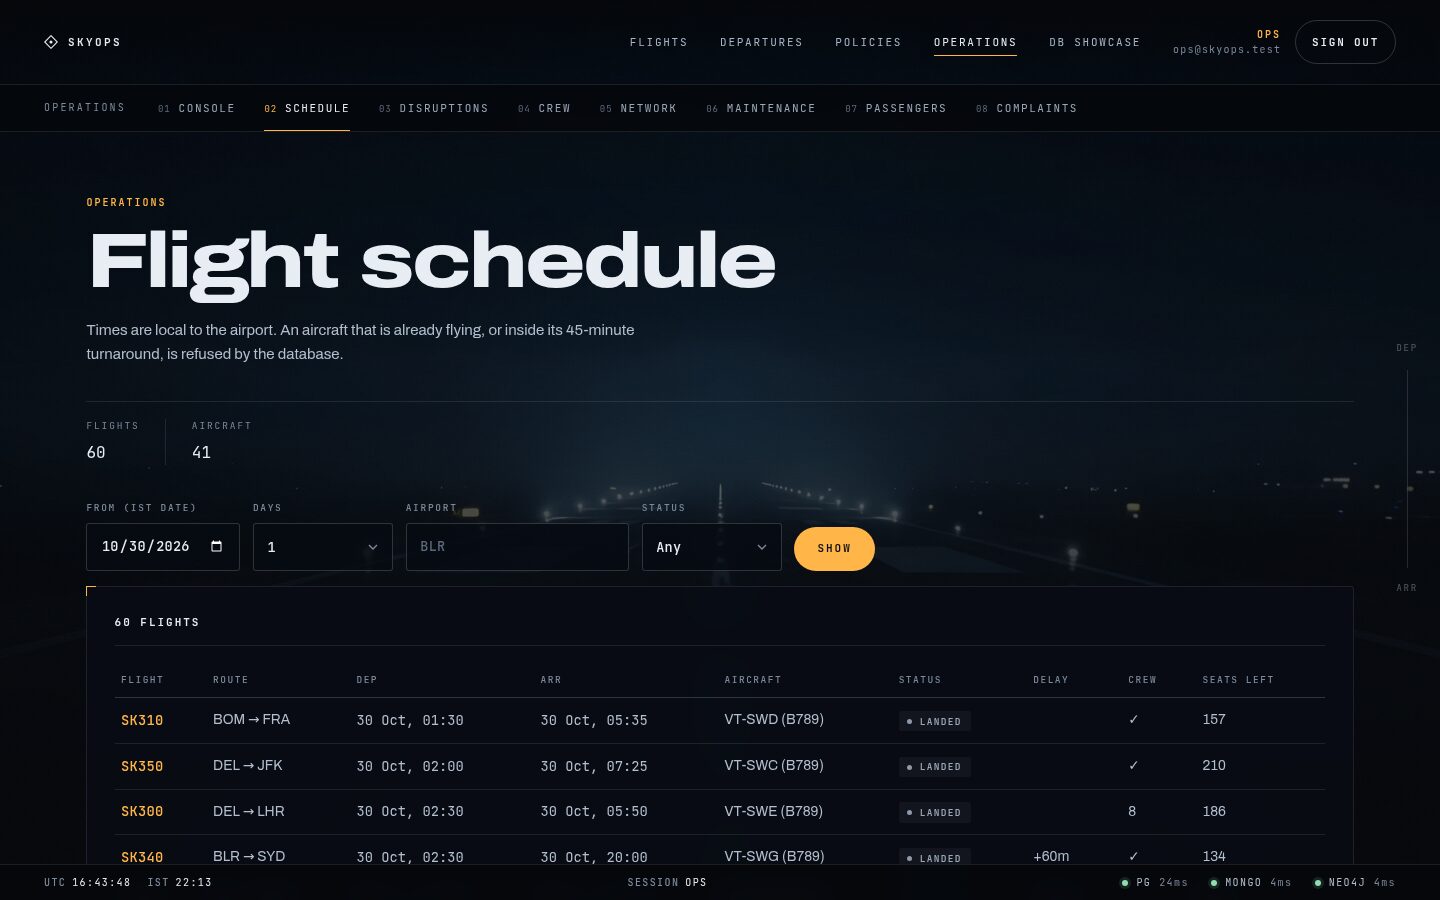 SKYOPS
FLIGHTS DEPARTURES POLICIES OPERATIONS DB SHOWCASE
OPS
ops@skyops.test
SIGN OUT
OPERATIONS 01 CONSOLE 02 SCHEDULE 03 DISRUPTIONS 04 CREW 05 NETWORK 06 MAINTENANCE 07 PASSENGERS 08 COMPLAINTS
OPERATIONS
Flight schedule
Times are local to the airport. An aircraft that is already flying, or inside its 45-minute
turnaround, is refused by the database.
DEP
FLIGHTS AIRCRAFT
60 41
FROM (IST DATE) DAYS AIRPORT STATUS
10/30/2026 1 BLR Any SHOW
ARR
60 FLIGHTS
FLIGHT ROUTE DEP ARR AIRCRAFT STATUS DELAY CREW SEATS LEFT
SK310 BOM → FRA 30 Oct, 01:30 30 Oct, 05:35 VT-SWD (B789) LANDED ✓ 157
SK350 DEL → JFK 30 Oct, 02:00 30 Oct, 07:25 VT-SWC (B789) LANDED ✓ 210
SK300 DEL → LHR 30 Oct, 02:30 30 Oct, 05:50 VT-SWE (B789) LANDED 8 186
SK340 BLR → SYD 30 Oct, 02:30 30 Oct, 20:00 VT-SWG (B789) LANDED +60m ✓ 134
UTC 16:43:48 IST 22:13 SESSION OPS PG 24ms MONGO 4ms NEO4J 4ms